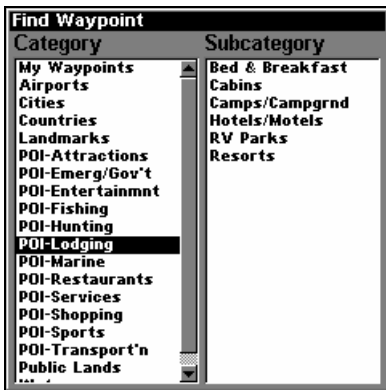 Find Waypoint
Category
My Waypoints
Airports
Cities
Countries
Landmarks
POI-Attractions
POI-Emerg/Gov't
POI-Entertainmnt
POI-Fishing
POI-Hunting
POI-Lodging
POI-Marine
POI-Restaurants
POI-Services
POI-Shopping
POI-Sports
POI-Transport'n
Public Lands
Subcategory
Bed & Breakfast
Cabins
Camps/Campgrnd
Hotels/Motels
RV Parks
Resorts